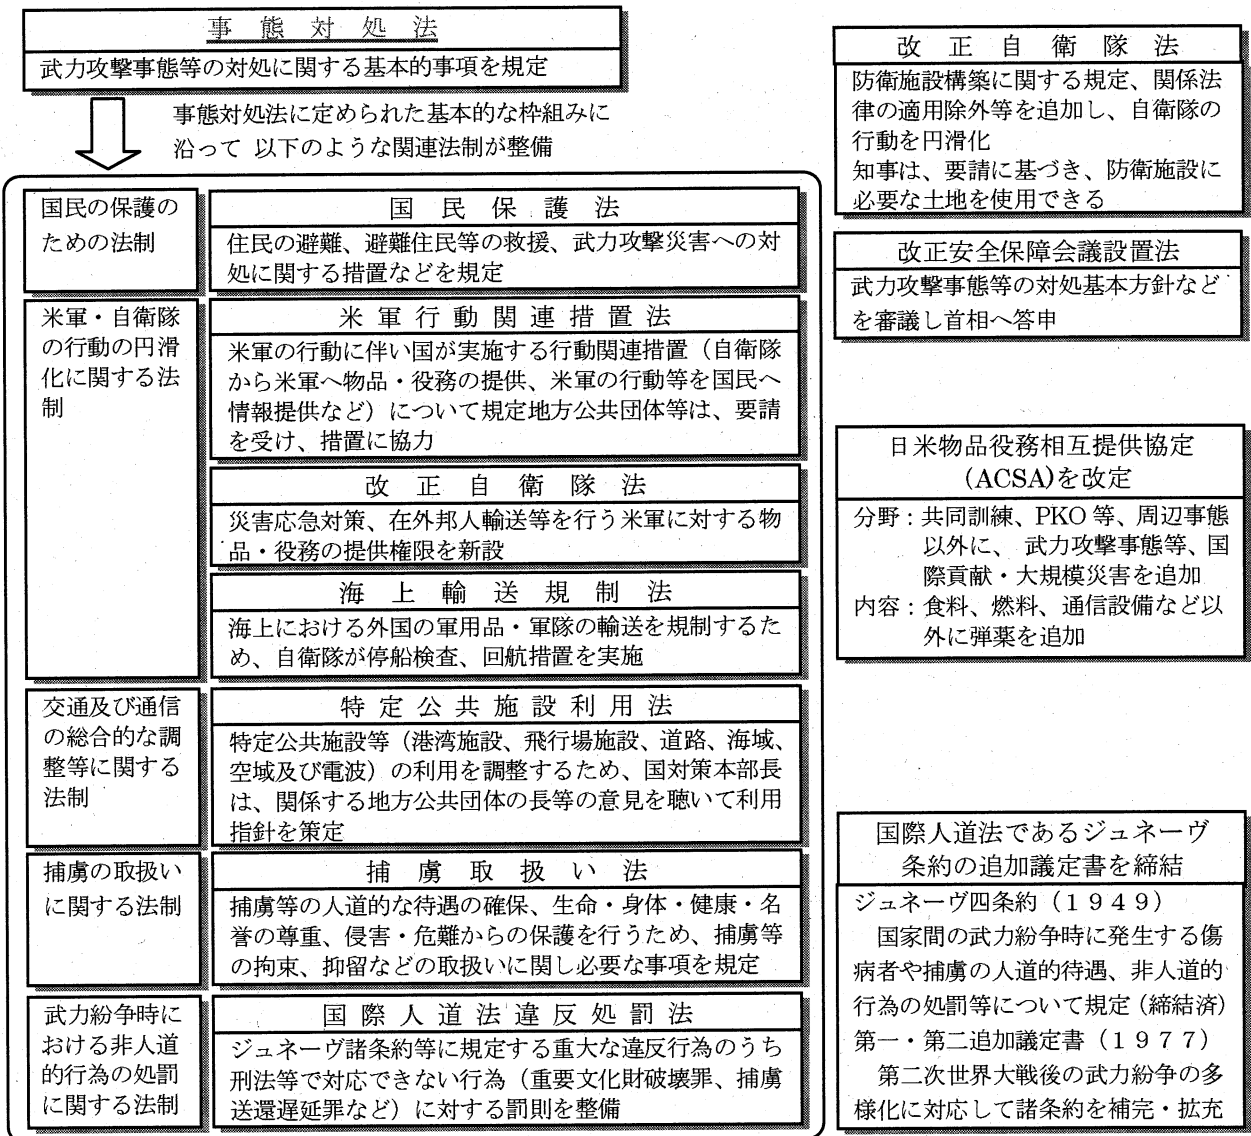 事態対処法
武力攻撃事態等の対処に関する基本的事項を規定
事態対処法に定められた基本的な枠組みに
沿って 以下のような関連法制が整備
国民の保護の
ための法制
国民保護法
住民の避難、避難住民等の救援、武力攻撃災害への対
処に関する措置などを規定
米軍・自衛隊
の行動の円滑
化に関する法
制
米軍行動関連措置法
米軍の行動に伴い国が実施する行動関連措置（自衛隊
から米軍へ物品・役務の提供、米軍の行動等を国民へ
情報提供など）について規定地方公共団体等は、要請
を受け、措置に協力
改正自衛隊法
災害応急対策、在外邦人輸送等を行う米軍に対する物
品・役務の提供権限を新設
海上輸送規制法
海上における外国の軍用品・軍隊の輸送を規制するた
め、自衛隊が停船検査、回航措置を実施
交通及び通信
の総合的な調
整等に関する
法制
特定公共施設利用法
特定公共施設等（港湾施設、飛行場施設、道路、海域、
空域及び電波）の利用を調整するため、国対策本部長
は、関係する地方公共団体の長等の意見を聴いて利用
指針を策定
捕虜の取扱い
に関する法制
捕虜取扱い法
捕虜等の人道的な待遇の確保、生命・身体・健康・名
誉の尊重、侵害・危難からの保護を行うため、捕虜等
の拘束、抑留などの取扱いに関し必要な事項を規定
武力紛争時に
おける非人道
的行為の処罰
に関する法制
国際人道法違反処罰法
ジュネーヴ諸条約等に規定する重大な違反行為のうち
刑法等で対応できない行為（重要文化財破壊罪、捕虜
送還遅延罪など）に対する罰則を整備
改正自衛隊法
防衛施設構築に関する規定、関係法
律の適用除外等を追加し、自衛隊の
行動を円滑化
知事は、要請に基づき、防衛施設に
必要な土地を使用できる
改正安全保障会議設置法
武力攻撃事態等の対処基本方針など
を審議し首相へ答申
日米物品役務相互提供協定
(ACSA)を改定
分野：共同訓練、PKO 等、周辺事態
以外に、 武力攻撃事態等、国
際貢献・大規模災害を追加
内容：食料、燃料、通信設備など以
外に弾薬を追加
国際人道法であるジュネーヴ
条約の追加議定書を締結
ジュネーヴ四条約（１９４９）
国家間の武力紛争時に発生する傷
病者や捕虜の人道的待遇、非人道的
行為の処罰等について規定（締結済）
第一・第二追加議定書（１９７７）
第二次世界大戦後の武力紛争の多
様化に対応して諸条約を補完・拡充